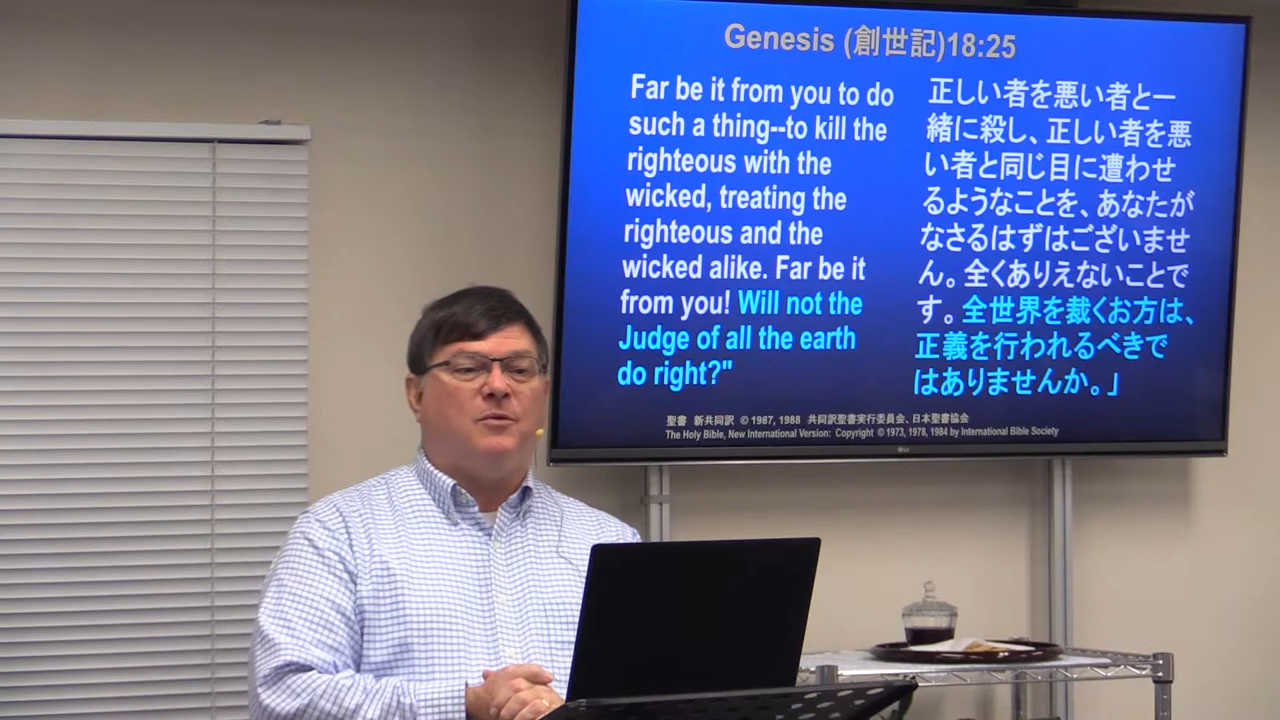 Genesis (創世記)18:25
Far be it from you to do
such a thing--to kill the
righteous with the
wicked, treating the
righteous and the
wicked alike. Far be it
from you! Will not the
Judge of all the earth
do right?"
正しい者を悪い者と一
緒に殺し、正しい者を悪
い者と同じ目に遭わせ
るようなことを、あなたが
なさるはずはございませ
ん。全くありえないことで
す。全世界を裁くお方は、
正義を行われるべきで
はありませんか。」
聖書 新共同訳 © 1987, 1988 共同訳聖書実行委員会、日本聖書協会
The Holy Bible, New International Version: Copyright © 1973, 1978, 1984 by International Bible Society
LG